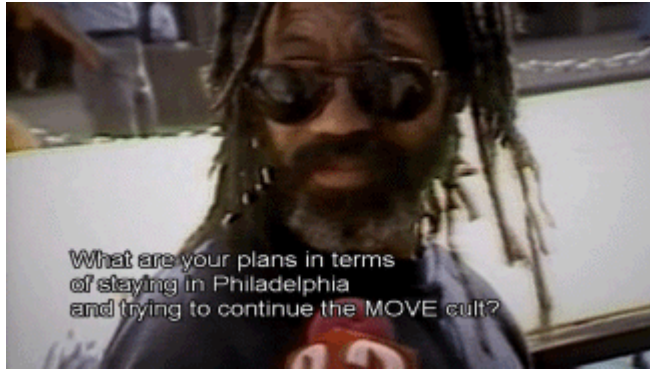 What are your plans in terms
of staying in Philadelphia
and trying to continue the MOVE cult?